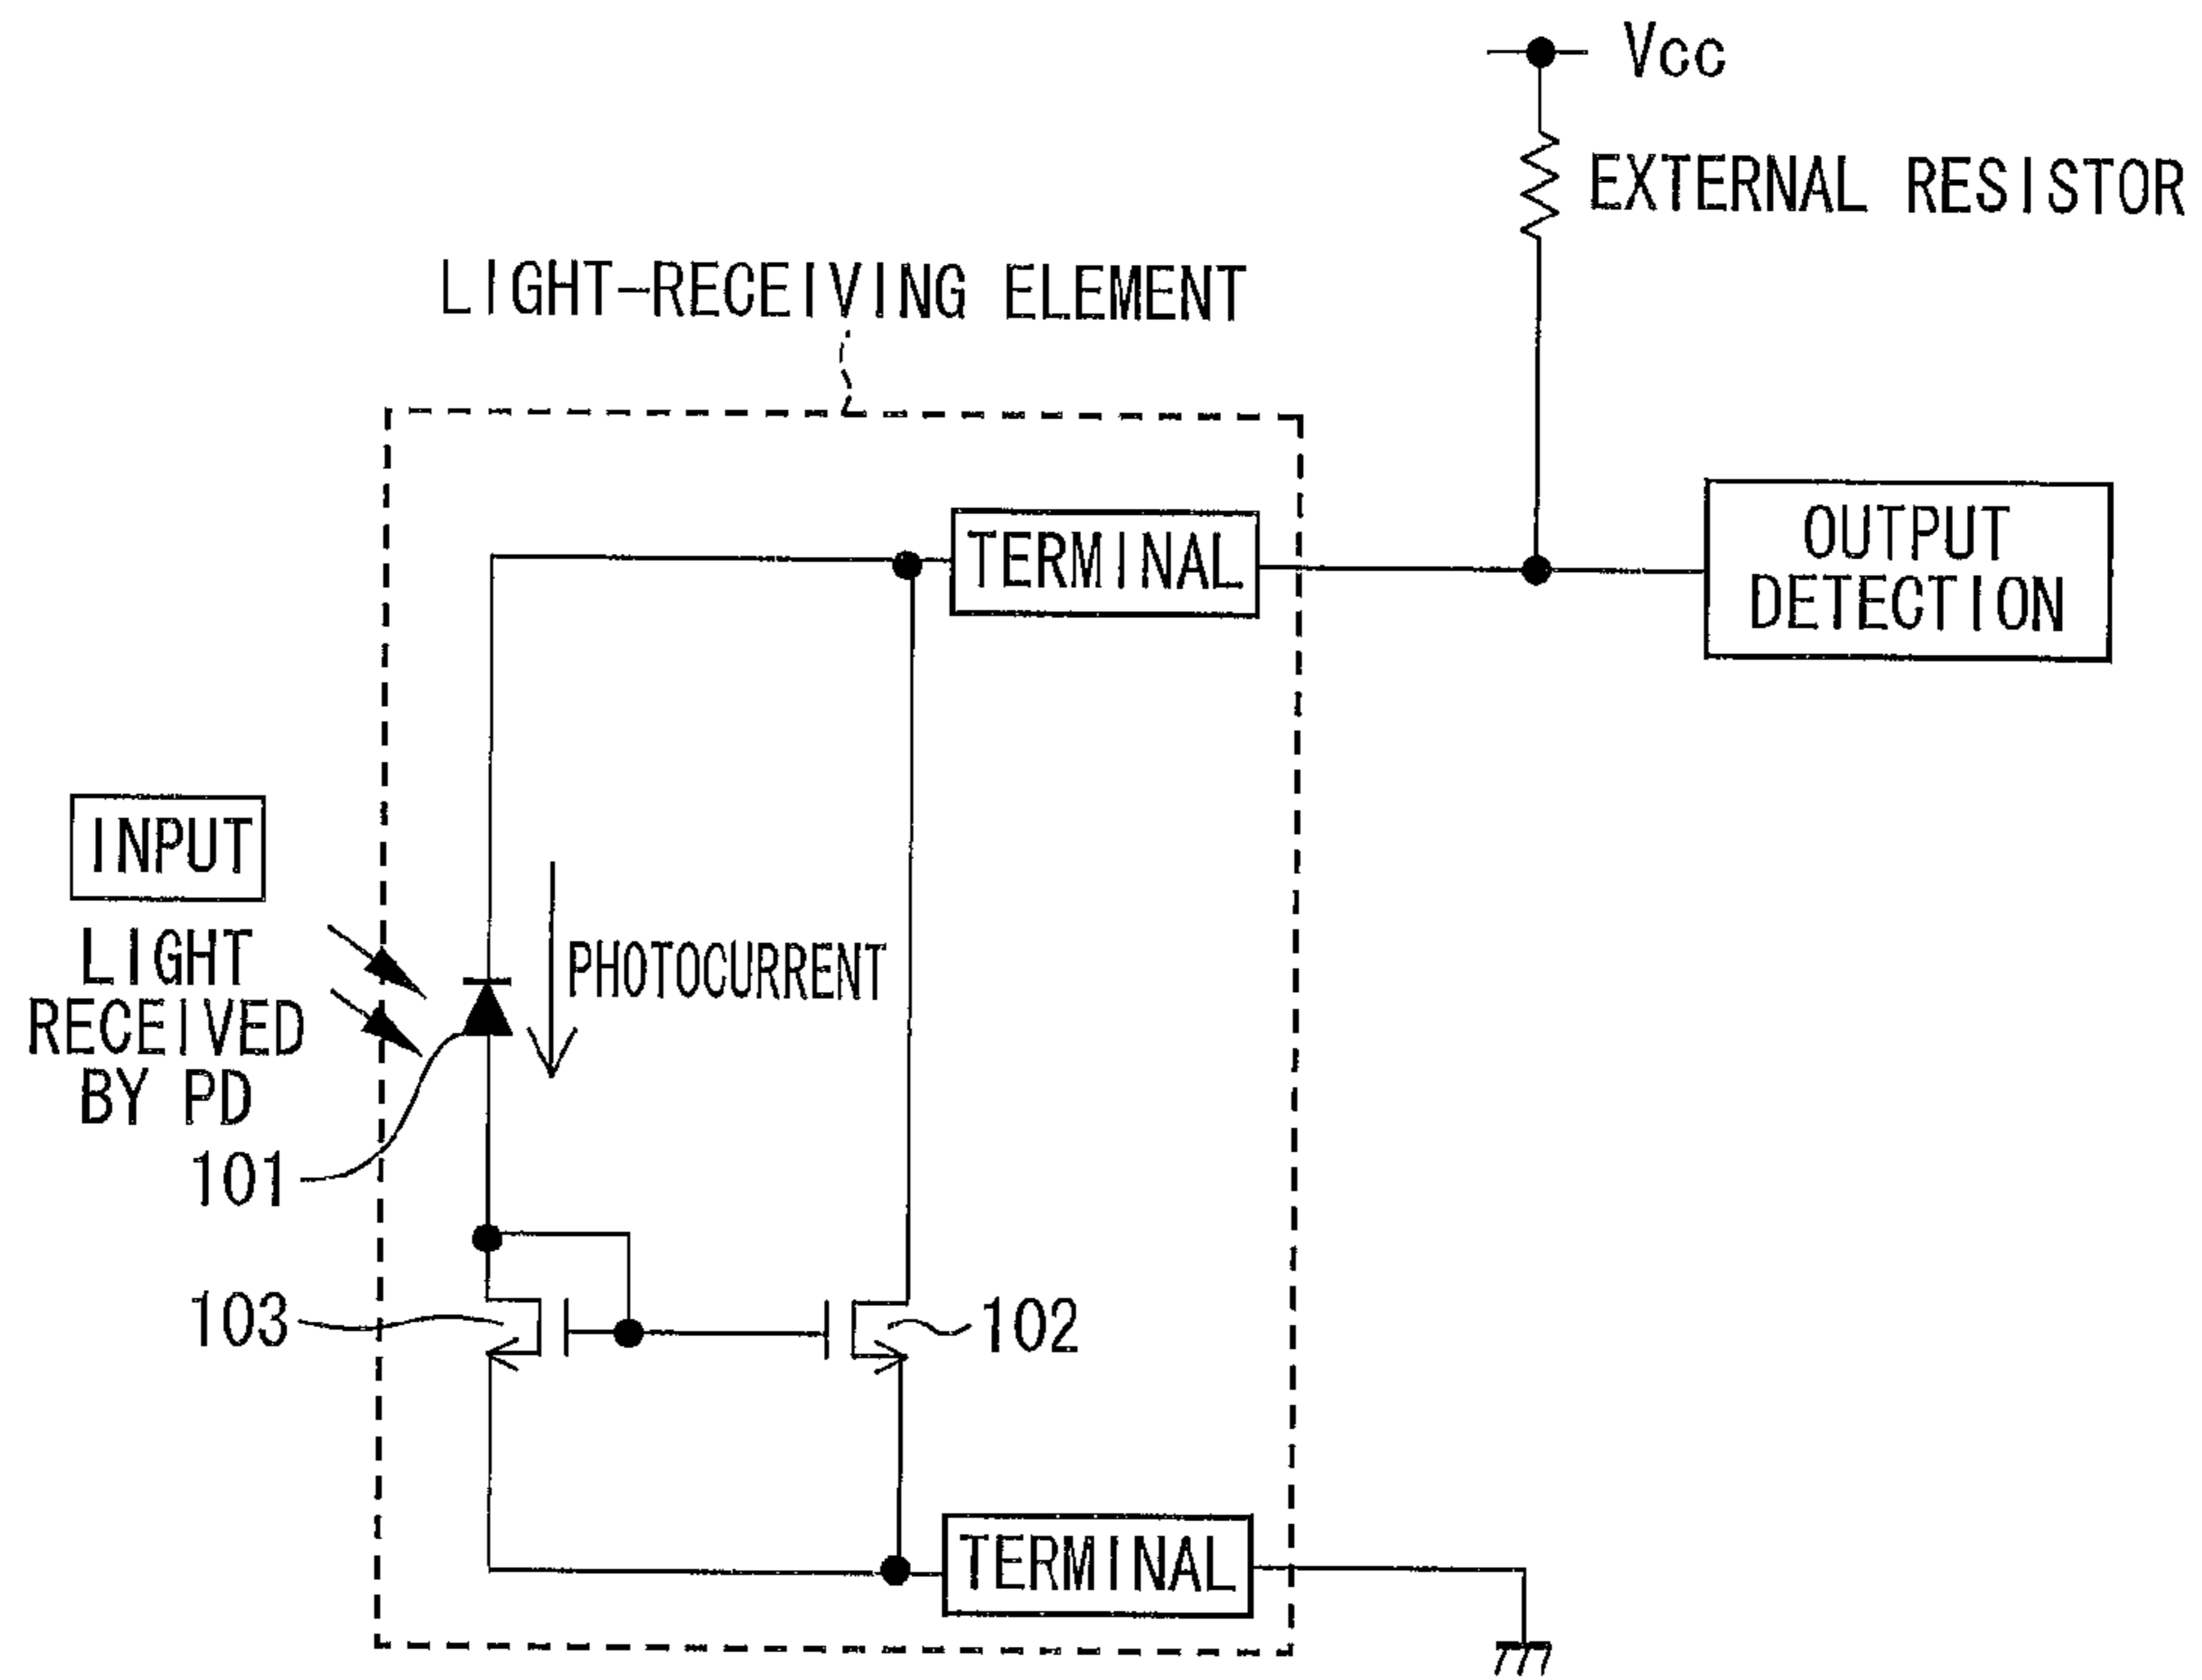 Vcc
EXTERNAL RESISTOR
LIGHT-RECEIVING ELEMENT
TERMINAL
OUTPUT
DETECTION
INPUT
LIGHT
RECEIVED
BY PD
PHOTOCURRENT
101
103
102
TERMINAL